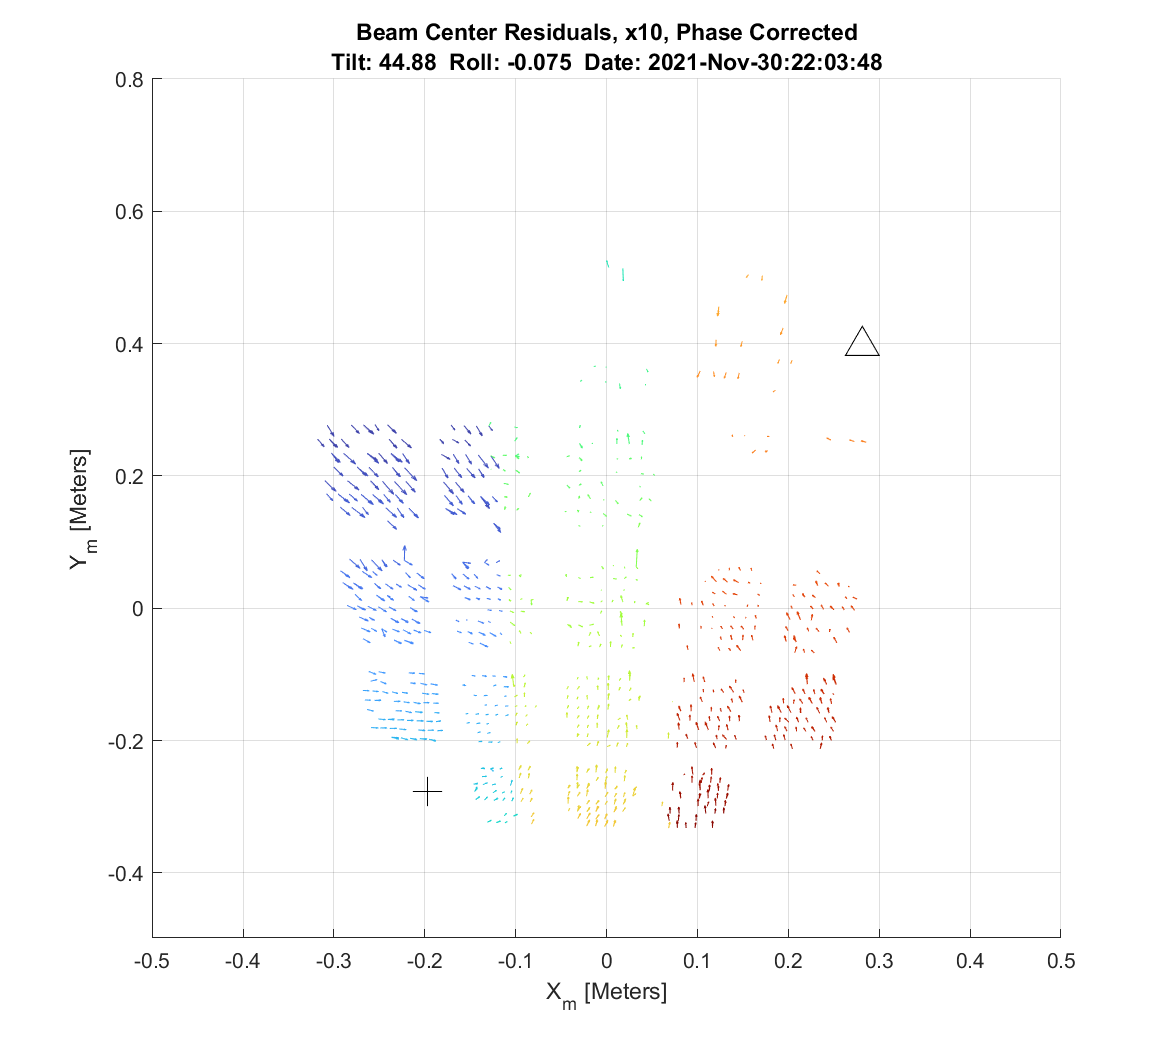 Beam Center Residuals, x10, Phase Corrected
Tilt: 44.88 Roll: -0.075 Date: 2021-Nov-30:22:03:48
0.8
0.6
0.4
0.2
0
-0.2
-0.4
Y_m [Meters]
-0.5 -0.4 -0.3 -0.2 -0.1 0 0.1 0.2 0.3 0.4 0.5
X_m [Meters]